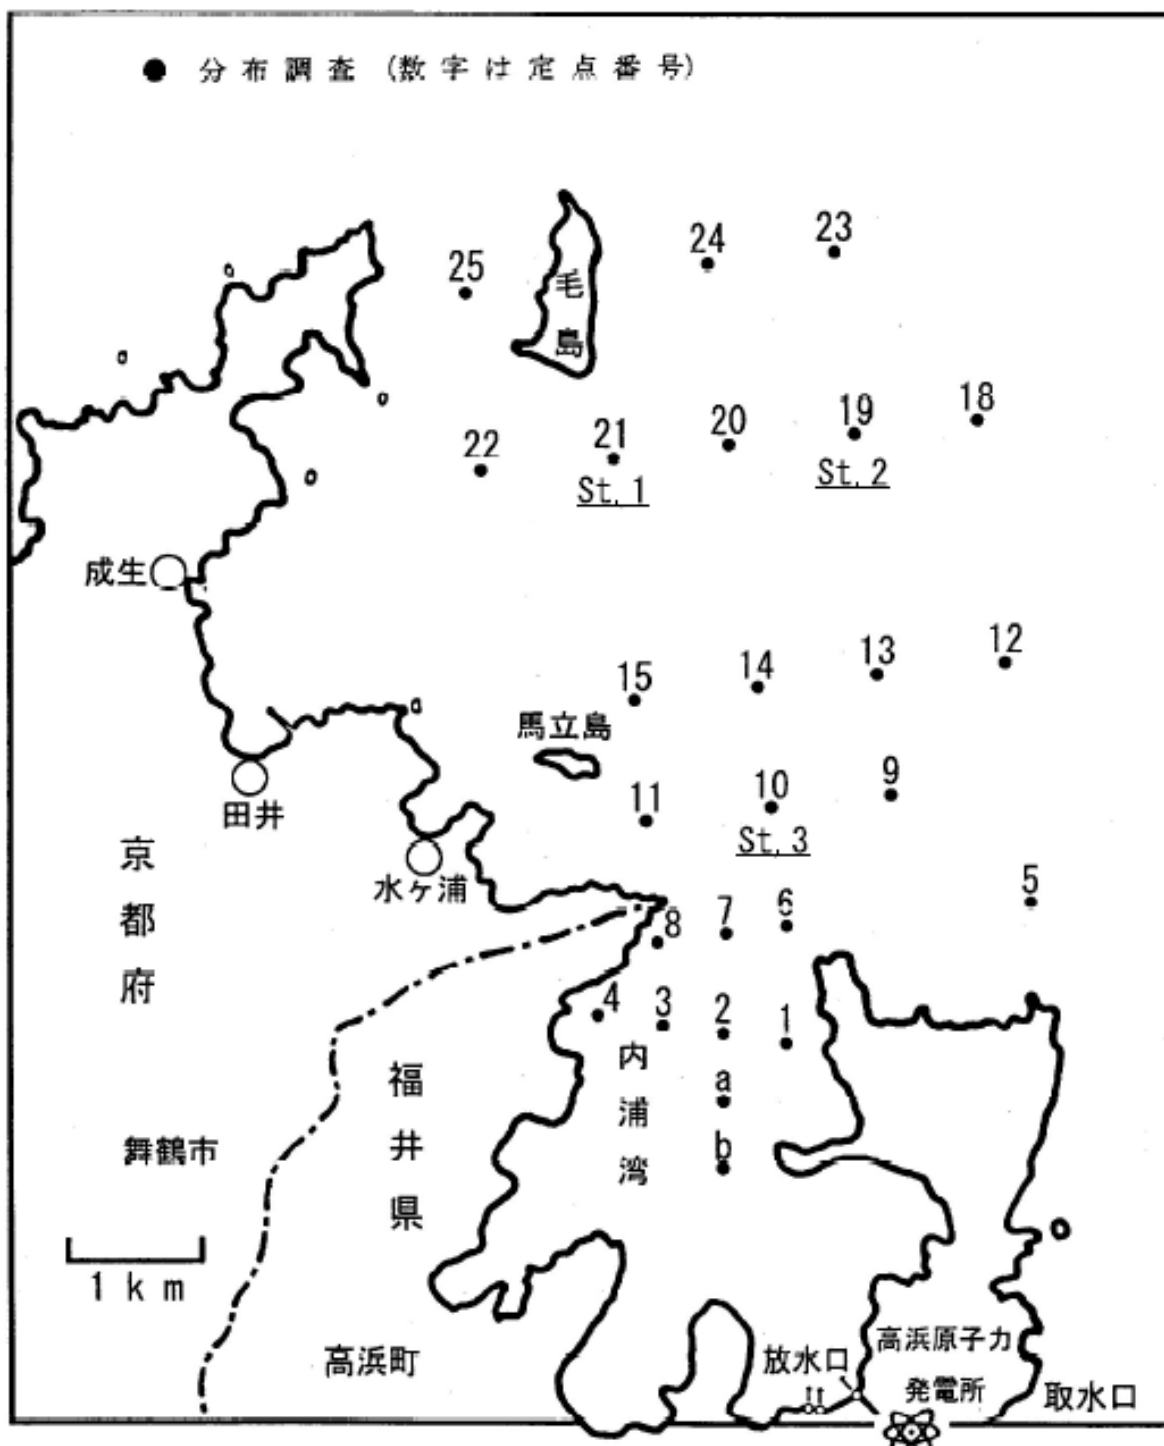 ● 分布調査 (数字は定点番号)
23
24
25
毛島
18
19
20
21
22
St. 2
St. 1
成生
12
13
14
15
馬立島
9
10
11
St. 3
田井
水ヶ浦
京都府
5
6
7
8
4
3
2
1
内浦湾
a
b
福井県
舞鶴市
1 km
高浜町
放水口
高浜原子力
発電所
取水口